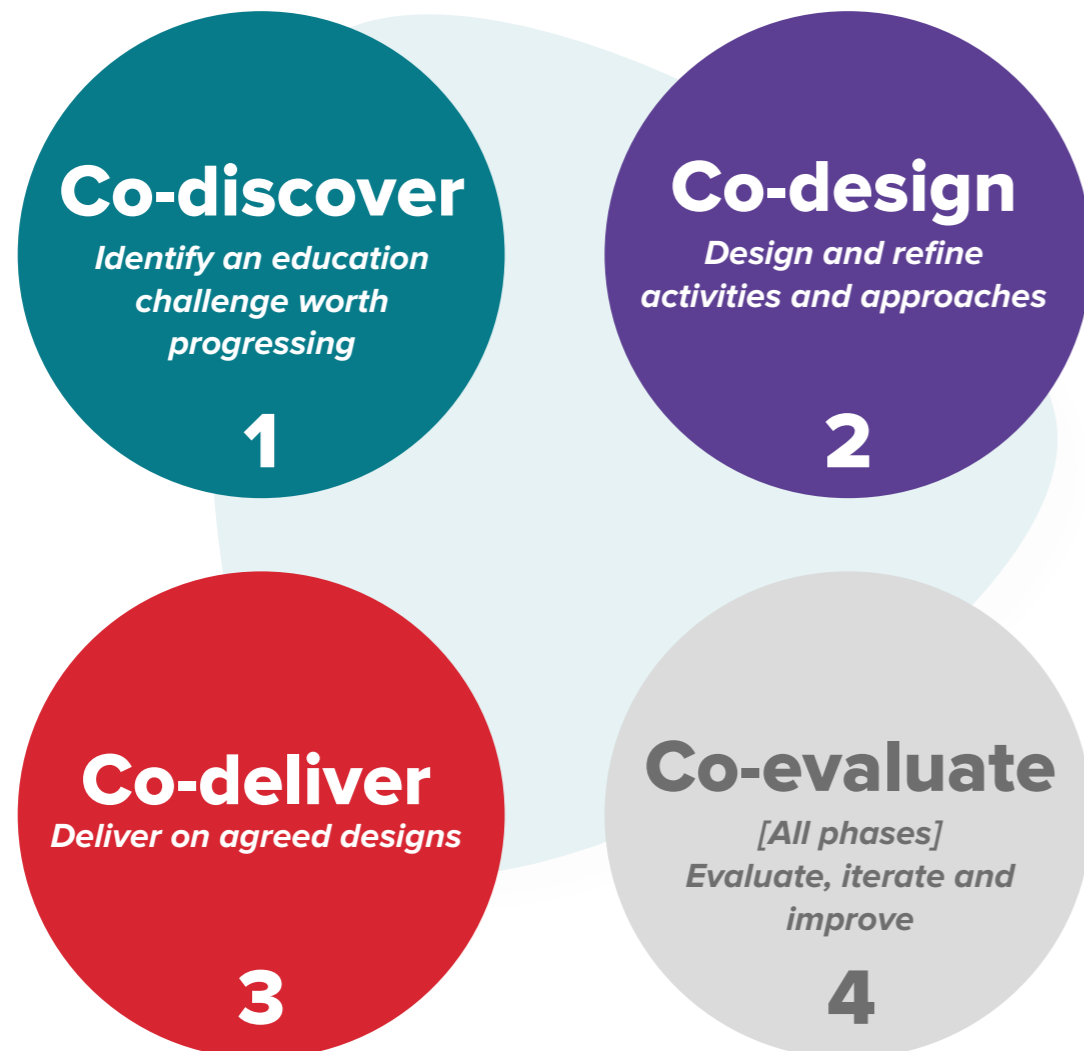 Co-discover
Identify an education
challenge worth
progressing
1
Co-design
Design and refine
activities and approaches
2
Co-deliver
Deliver on agreed designs
3
Co-evaluate
[All phases]
Evaluate, iterate and
improve
4